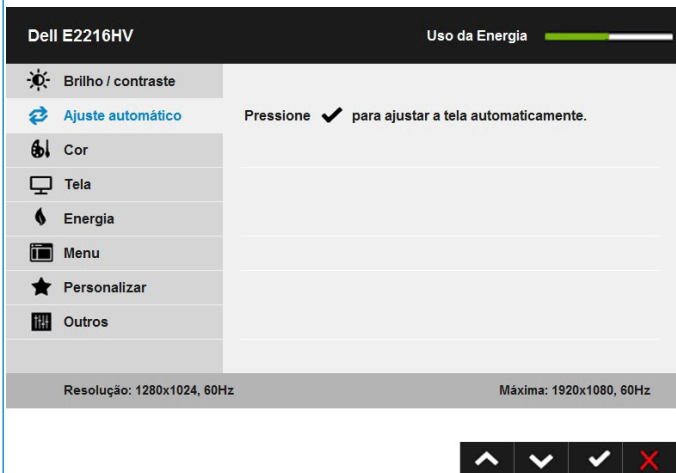 Dell E2216HV
Uso da Energia
Brilho / contraste
Ajuste automático
Pressione para ajustar a tela automaticamente.
Cor
Tela
Energia
Menu
Personalizar
Outros
Resolução: 1280x1024, 60Hz
Máxima: 1920x1080, 60Hz